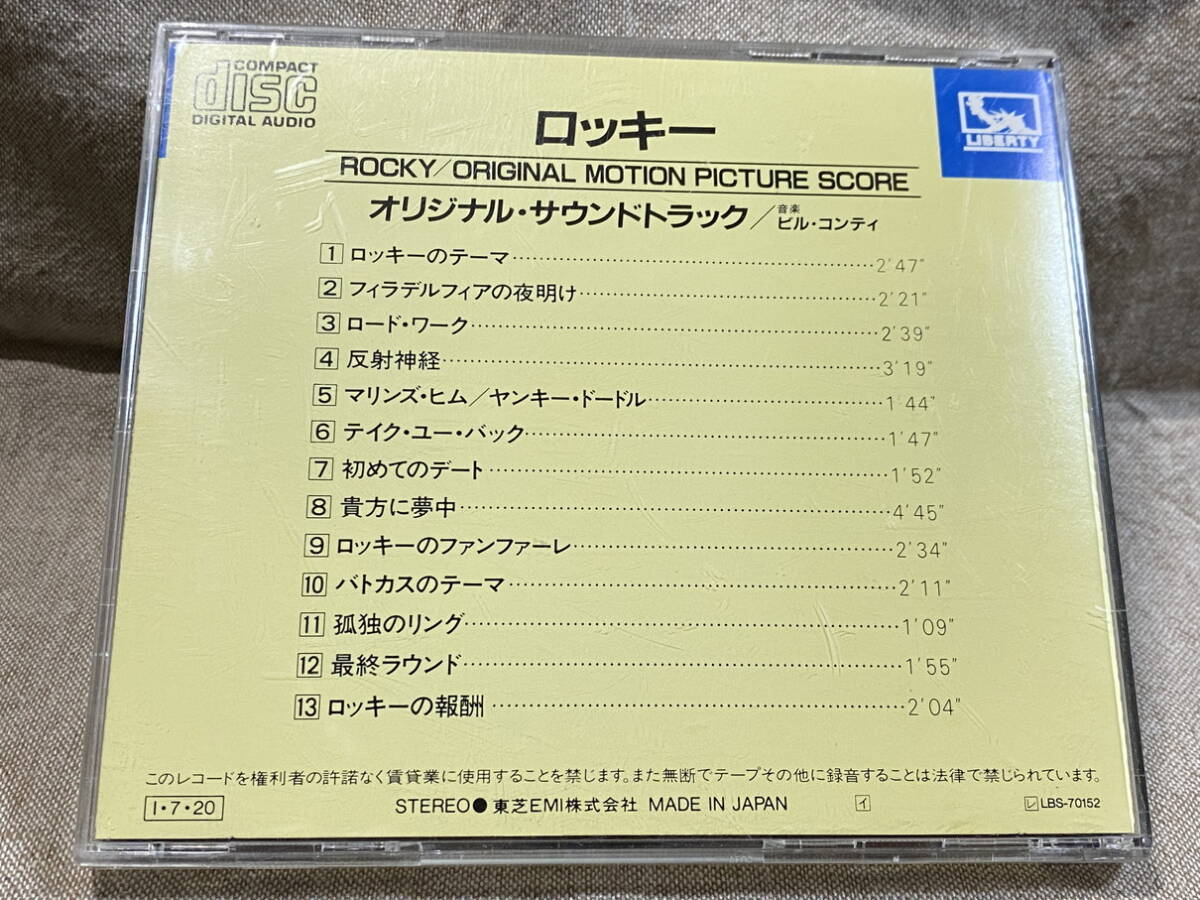 COMPACT
disc
DIGITAL AUDIO
LIBERTY
ロッキー
ROCKY/ORIGINAL MOTION PICTURE SCORE
オリジナル・サウンドトラック/音楽 ビル・コンティ
1 ロッキーのテーマ 2'47"
2 フィラデルフィアの夜明け 2'21"
3 ロード・ワーク 2'39"
4 反射神経 3'19"
5 マリンズ・ヒム/ヤンキー・ドードル 1'44"
6 テイク・ユー・バック 1'47"
7 初めてのデート 1'52"
8 貴方に夢中 4'45"
9 ロッキーのファンファーレ 2'34"
10 バトカスのテーマ 2'11"
11 孤独のリング 1'09"
12 最終ラウンド 1'55"
13 ロッキーの報酬 2'04"
このレコードを権利者の許諾なく賃貸業に使用することを禁じます。また無断でテープその他に録音することは法律で禁じられています。
I・7・20 STEREO●東芝EMI株式会社 MADE IN JAPAN イ レ LBS-70152